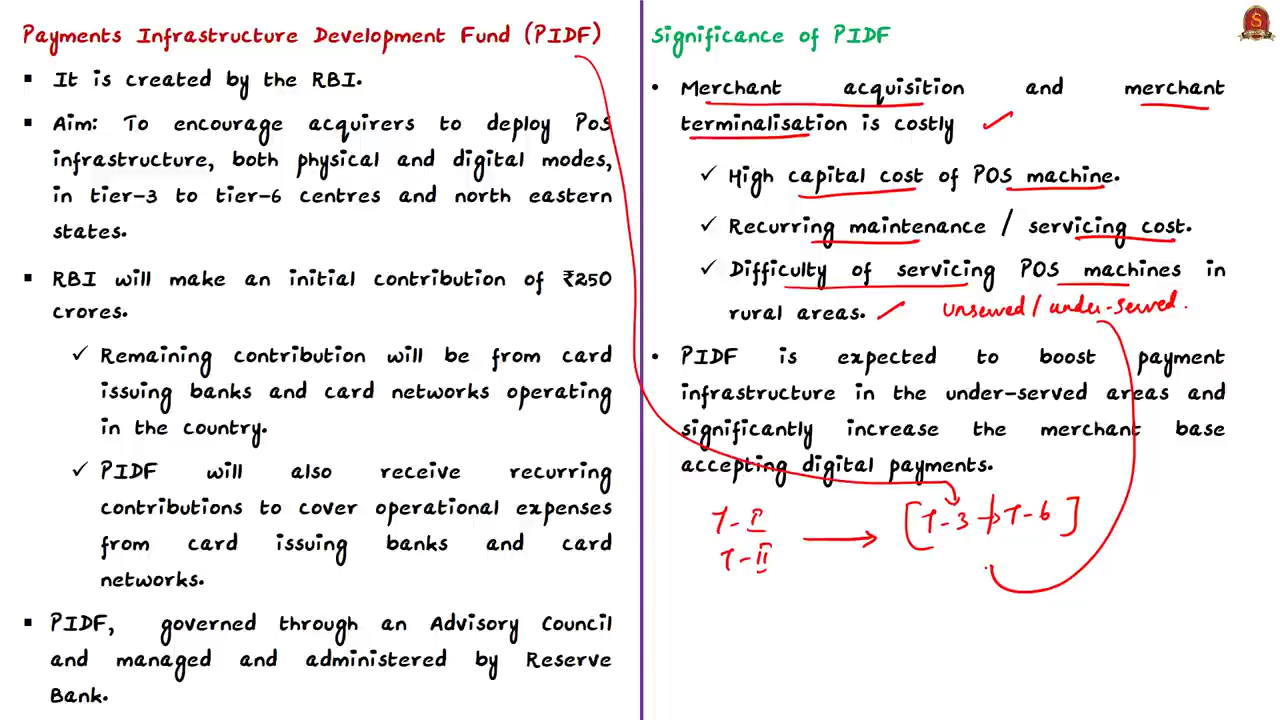 Payments Infrastructure Development Fund (PIDF)
▪ It is created by the RBI.
▪ Aim: To encourage acquirers to deploy PoS
infrastructure, both physical and digital modes,
in tier-3 to tier-6 centres and north eastern
states.
▪ RBI will make an initial contribution of ₹250
crores.
✓ Remaining contribution will be from card
issuing banks and card networks operating
in the country.
✓ PIDF will also receive recurring
contributions to cover operational expenses
from card issuing banks and card
networks.
▪ PIDF, governed through an Advisory Council
and managed and administered by Reserve
Bank.
Significance of PIDF
• Merchant acquisition and merchant
terminalisation is costly
✓ High capital cost of POS machine.
✓ Recurring maintenance / servicing cost.
✓ Difficulty of servicing POS machines in
rural areas. unserved / under-served.
• PIDF is expected to boost payment
infrastructure in the under-served areas and
significantly increase the merchant base
accepting digital payments.
T-I
T-II
[T-3 → T-6]
S